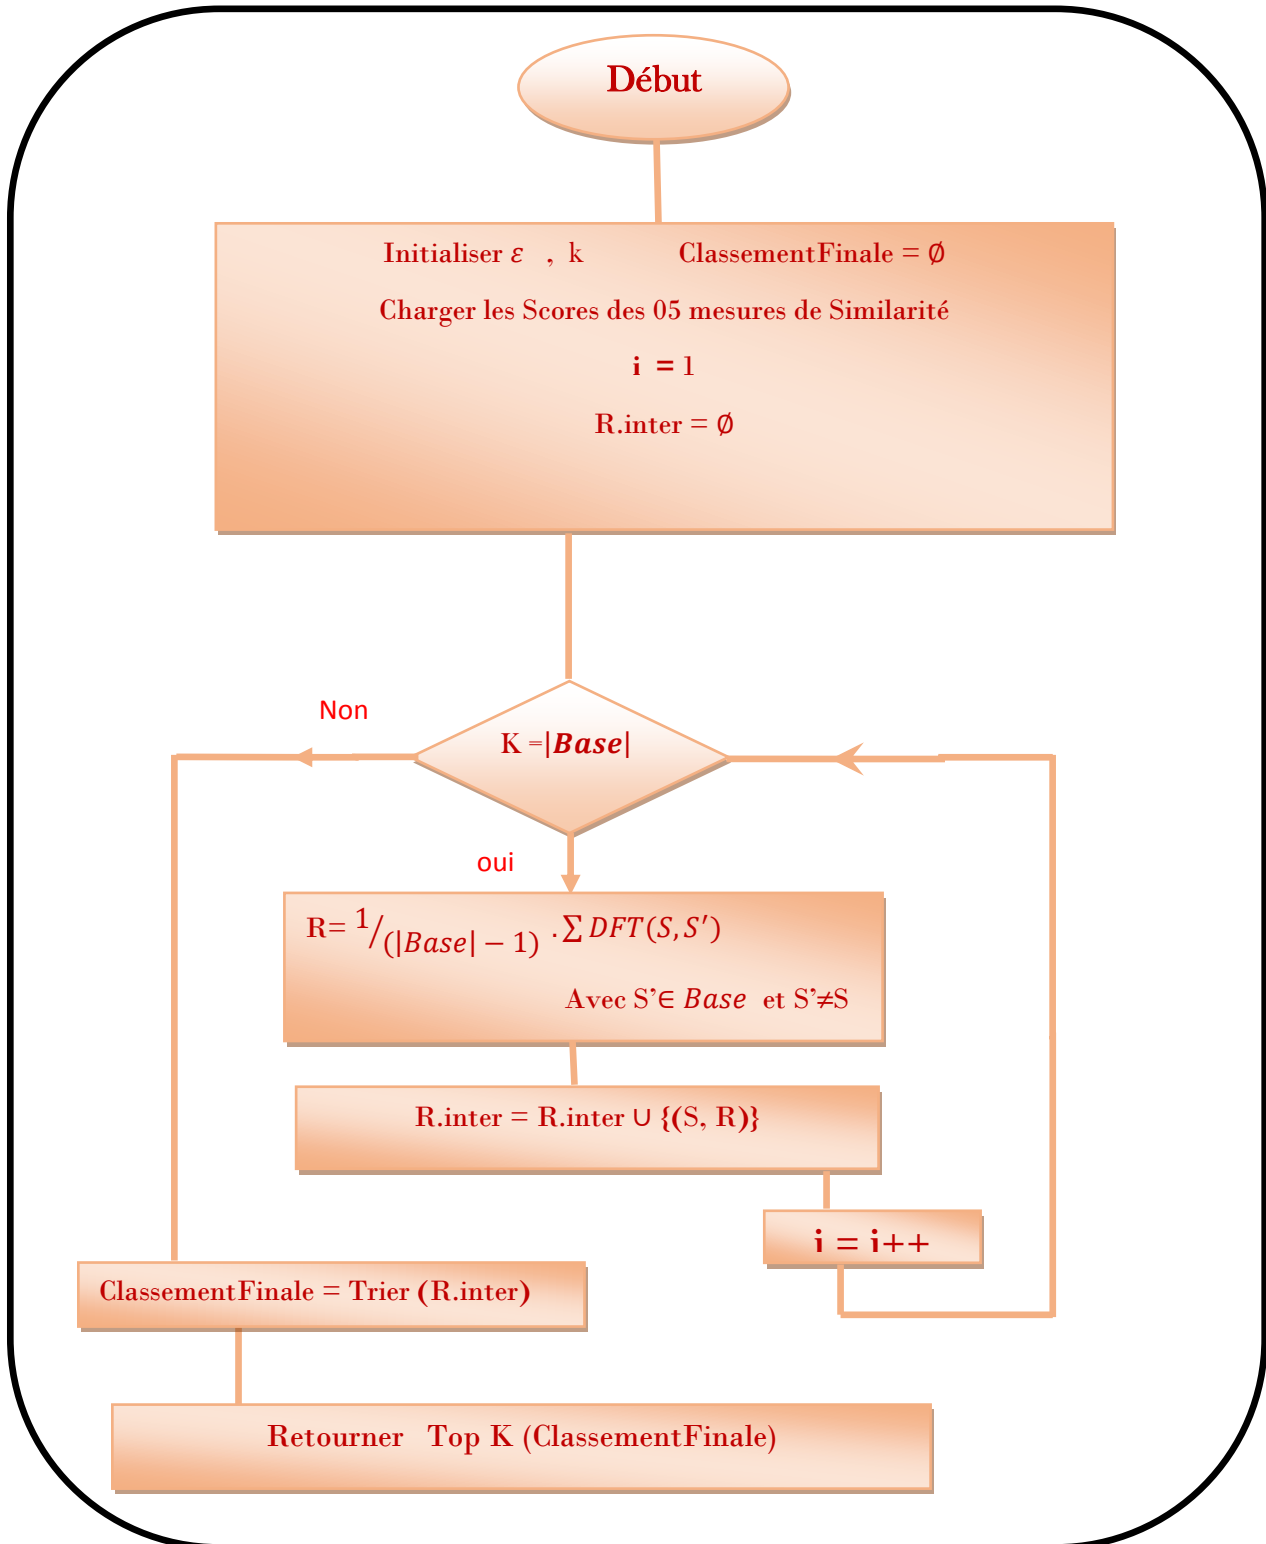 Début
Initialiser ε , k ClassementFinale = ∅
Charger les Scores des 05 mesures de Similarité
i = 1
R.inter = ∅
Non
K =|Base|
oui
R= 1/(|Base| − 1) . ∑ DFT(S, S′)
Avec S’∈ Base et S’≠S
R.inter = R.inter ∪ {(S, R)}
i = i++
ClassementFinale = Trier (R.inter)
Retourner Top K (ClassementFinale)